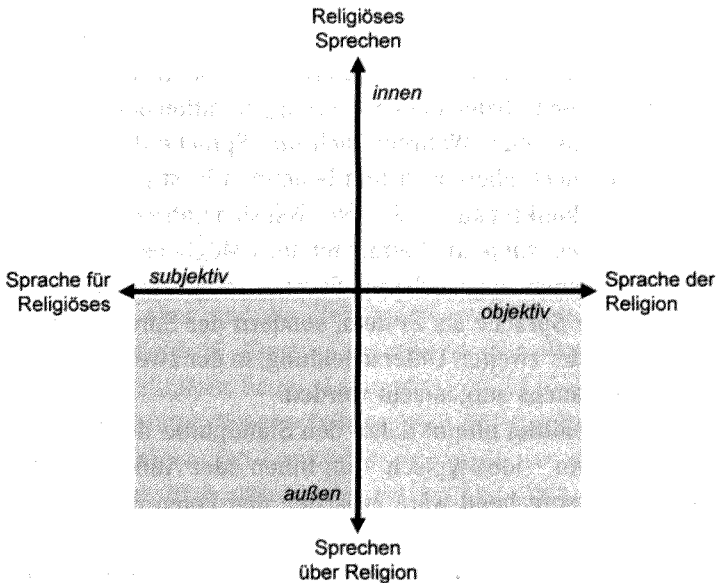 Religiöses
Sprechen
innen
subjektiv
Sprache für
Religiöses
Sprache der
Religion
objektiv
außen
Sprechen
über Religion